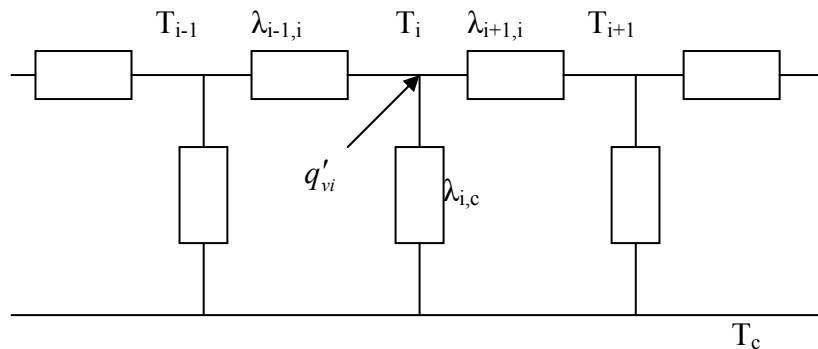 T_{i-1} λ_{i-1,i} T_i λ_{i+1,i} T_{i+1}
q'_{vi}
λ_{i,c}
T_c